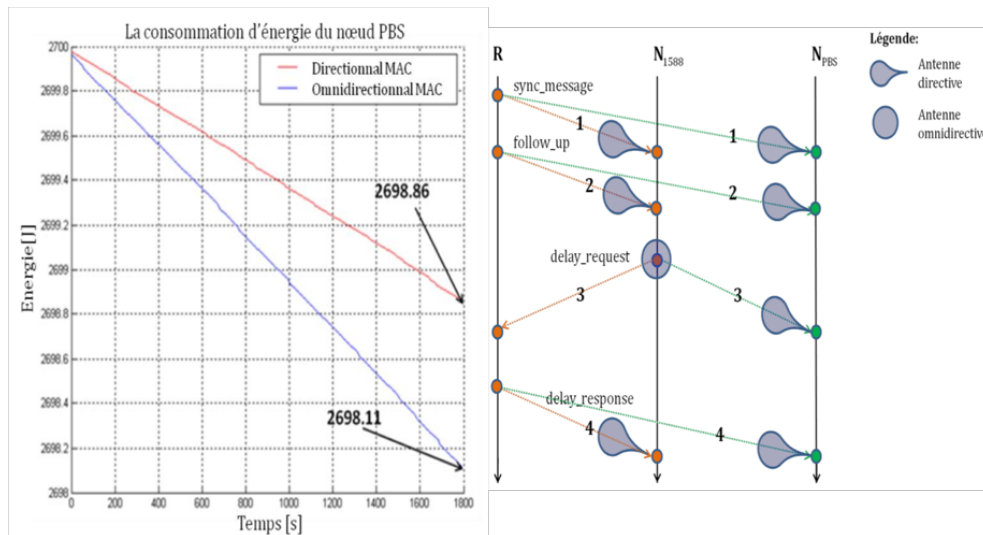 La consommation d'énergie du nœud PBS
Directionnal MAC
Omnidirectionnal MAC
2700
2699.8
2699.6
2699.4
2699.2
2699
2698.8
2698.6
2698.4
2698.2
2698
Energie[J]
2698.86
2698.11
0 200 400 600 800 1000 1200 1400 1600 1800
Temps [s]
R N1588 NPBS
Légende:
Antenne
directive
Antenne
omnidirective
sync_message
1 1
follow_up
2 2
delay_request
3 3
delay_response
4 4